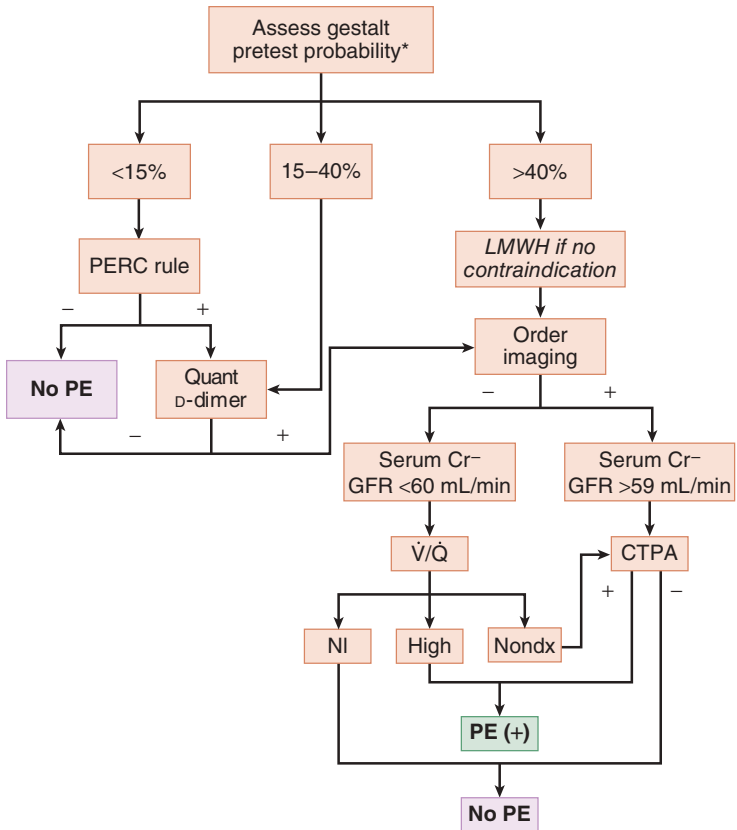 Assess gestalt
pretest probability*
<15%
15–40%
>40%
PERC rule
LMWH if no
contraindication
– +
Order
imaging
No PE
Quant
D-dimer
– +
– +
Serum Cr–
GFR <60 mL/min
Serum Cr–
GFR >59 mL/min
V̇/Q̇
CTPA
+ –
Nl
High
Nondx
PE (+)
No PE